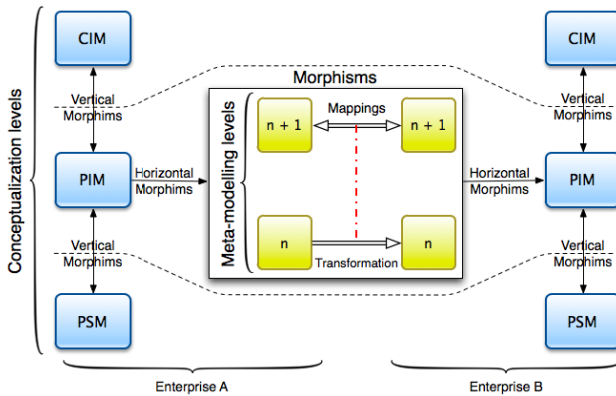 CIM
CIM
Morphisms
Vertical
Morphims
Mappings
Vertical
Morphims
n + 1
n + 1
Conceptualization levels
Meta-modelling levels
PIM
Horizontal
Morphims
Horizontal
Morphims
PIM
n
n
Transformation
Vertical
Morphims
Vertical
Morphims
PSM
PSM
Enterprise A
Enterprise B